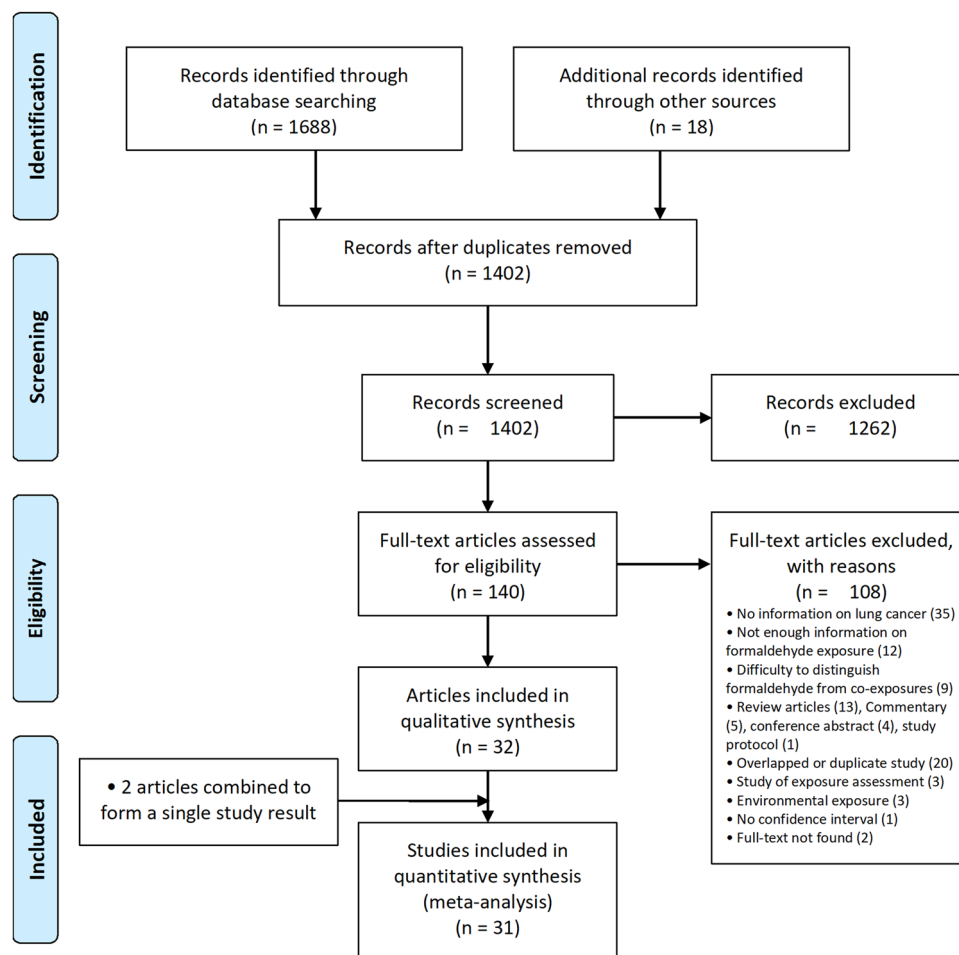 Identification
Records identified through
database searching
(n = 1688)
Additional records identified
through other sources
(n = 18)
Records after duplicates removed
(n = 1402)
Screening
Records screened
(n = 1402)
Records excluded
(n = 1262)
Eligibility
Full-text articles assessed
for eligibility
(n = 140)
Full-text articles excluded,
with reasons
(n = 108)
• No information on lung cancer (35)
• Not enough information on
formaldehyde exposure (12)
• Difficulty to distinguish
formaldehyde from co-exposures (9)
• Review articles (13), Commentary
(5), conference abstract (4), study
protocol (1)
• Overlapped or duplicate study (20)
• Study of exposure assessment (3)
• Environmental exposure (3)
• No confidence interval (1)
• Full-text not found (2)
Articles included in
qualitative synthesis
(n = 32)
Included
• 2 articles combined to
form a single study result
Studies included in
quantitative synthesis
(meta-analysis)
(n = 31)